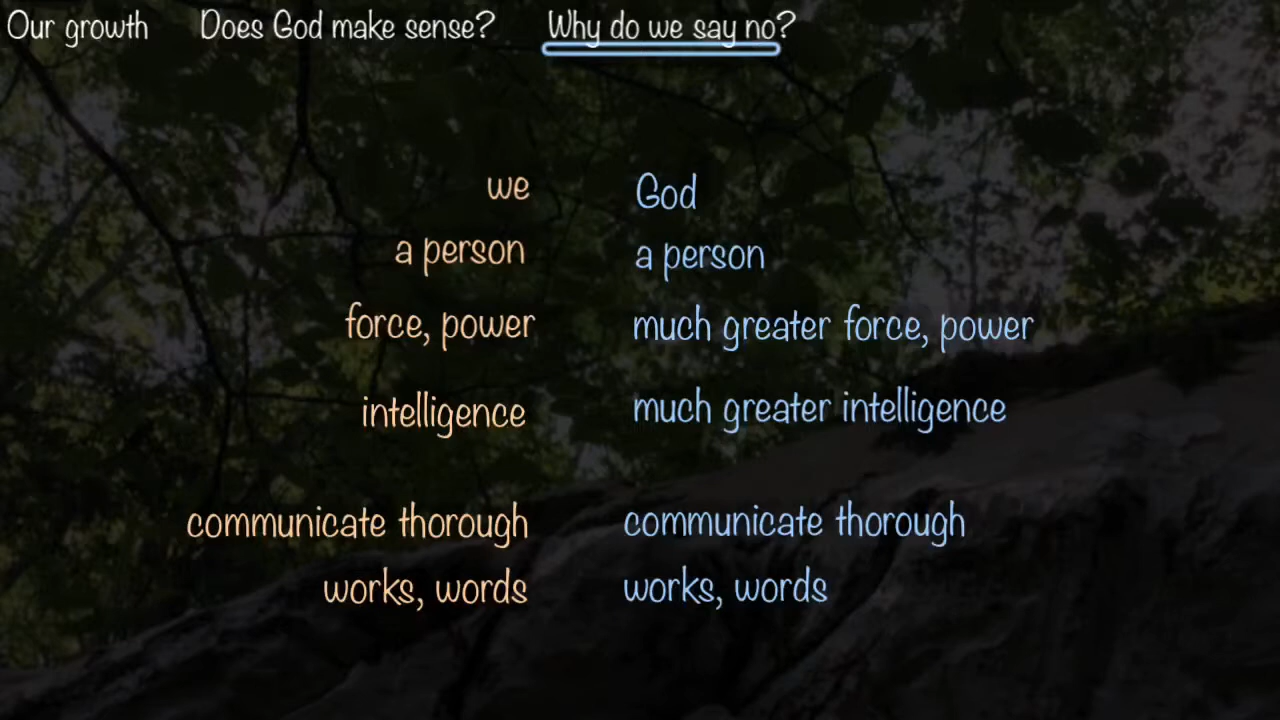 Our growth Does God make sense? Why do we say no?
we God
a person a person
force, power much greater force, power
intelligence much greater intelligence
communicate thorough communicate thorough
works, words works, words